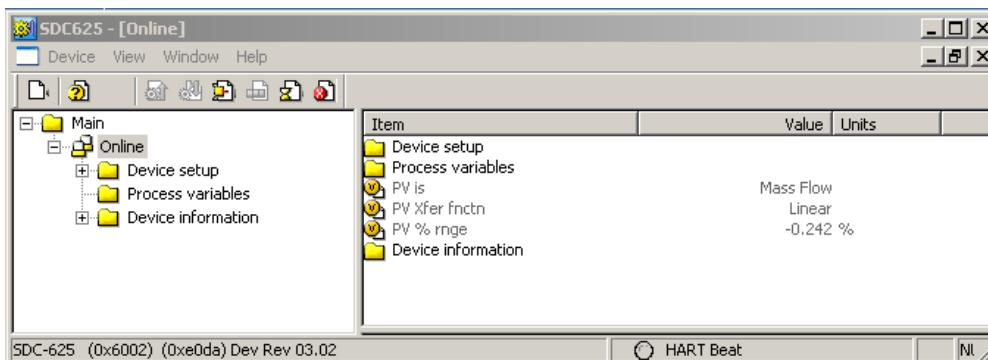 SDC625 - [Online]
Device View Window Help
Main
Online
Device setup
Process variables
Device information
Item Value Units
Device setup
Process variables
PV is Mass Flow
PV Xfer fnctn Linear
PV % rnge -0.242 %
Device information
SDC-625 (0x6002) (0xe0da) Dev Rev 03.02 HART Beat